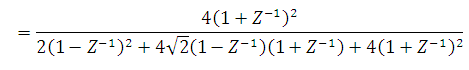 = 4(1 + Z⁻¹)² / 2(1 − Z⁻¹)² + 4√2(1 − Z⁻¹)(1 + Z⁻¹) + 4(1 + Z⁻¹)²